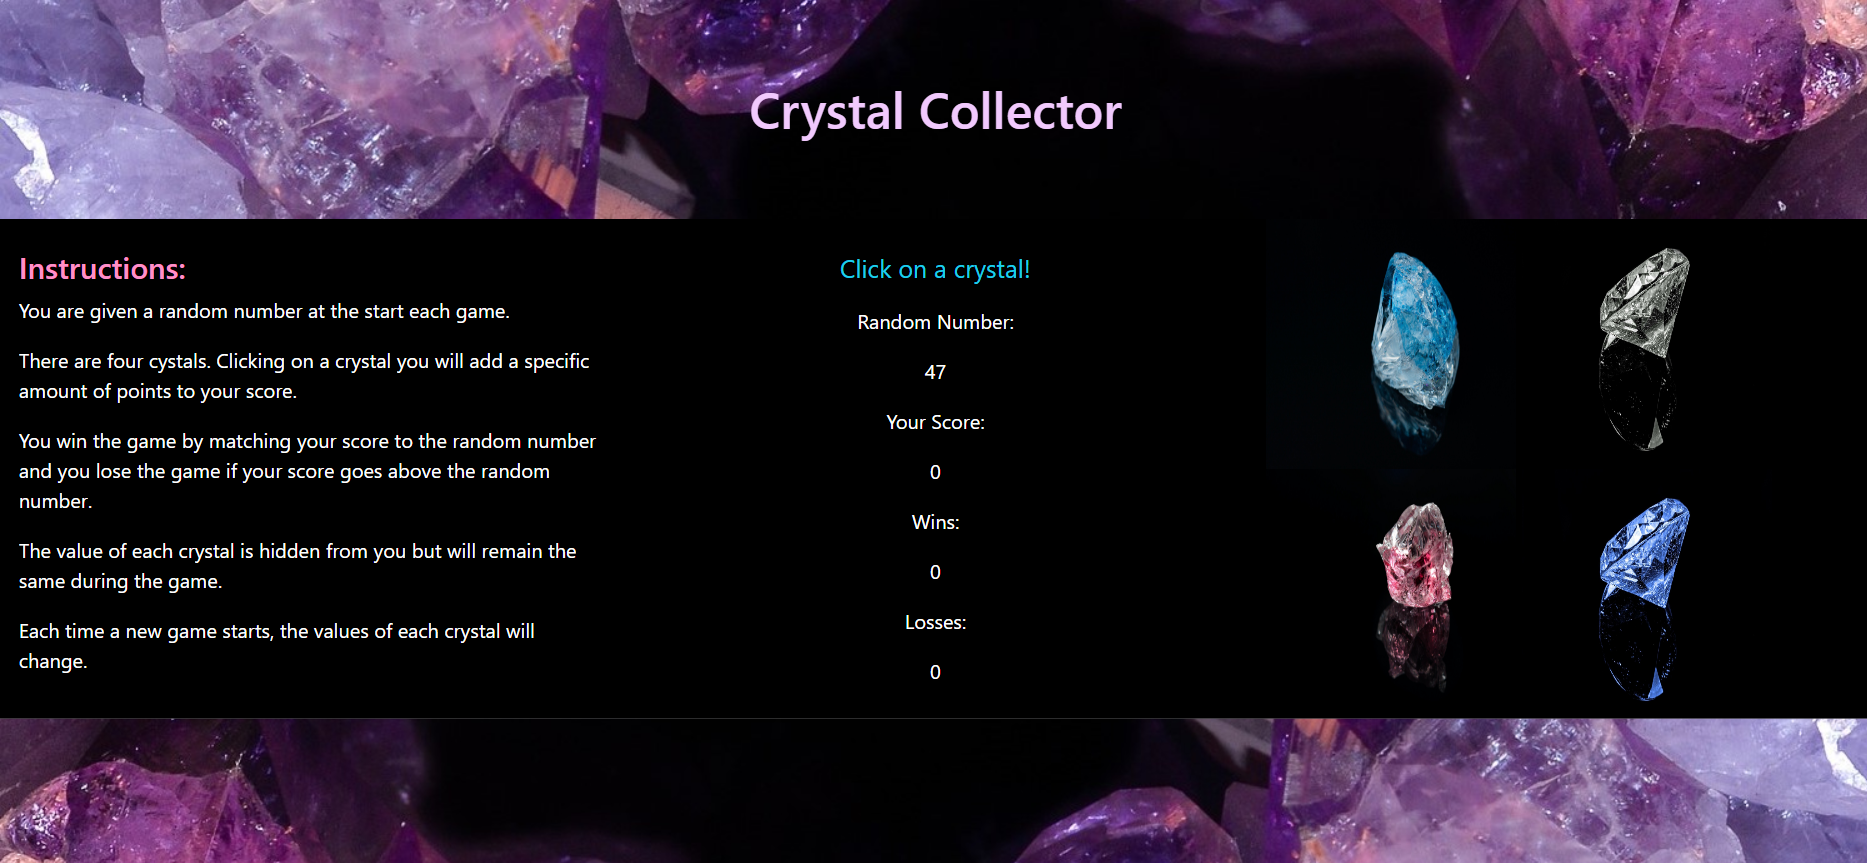 Crystal Collector
Instructions:
You are given a random number at the start each game.
There are four cystals. Clicking on a crystal you will add a specific
amount of points to your score.
You win the game by matching your score to the random number
and you lose the game if your score goes above the random
number.
The value of each crystal is hidden from you but will remain the
same during the game.
Each time a new game starts, the values of each crystal will
change.
Click on a crystal!
Random Number:
47
Your Score:
0
Wins:
0
Losses:
0